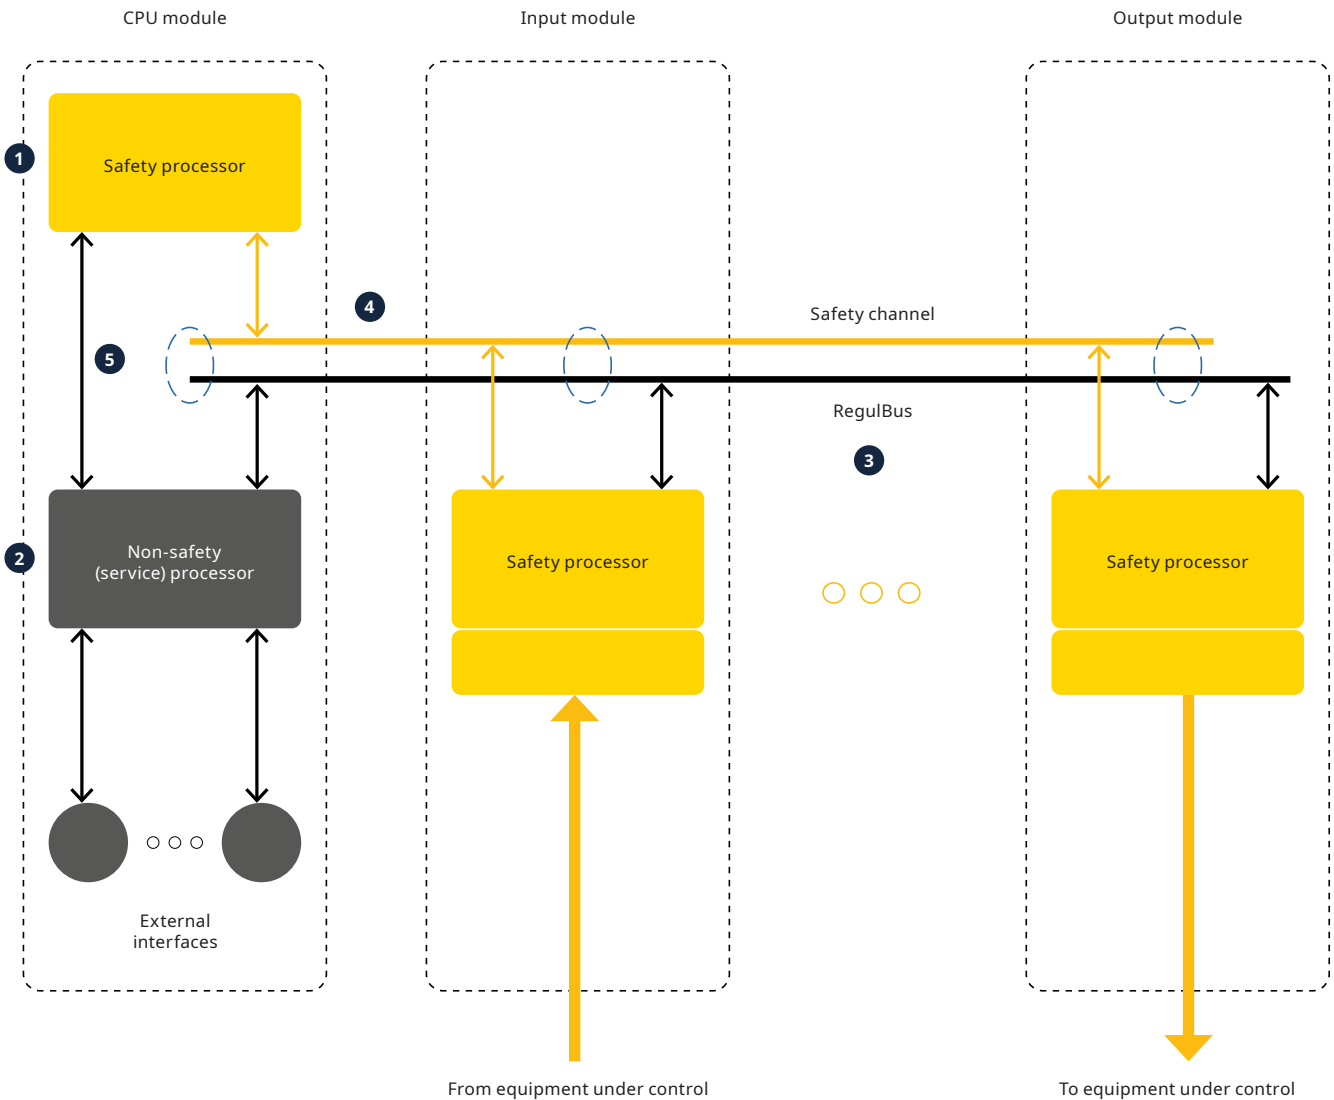 CPU module
Input module
Output module
1
Safety processor
4
Safety channel
5
RegulBus
3
2
Non-safety
(service) processor
Safety processor
Safety processor
External
interfaces
From equipment under control
To equipment under control